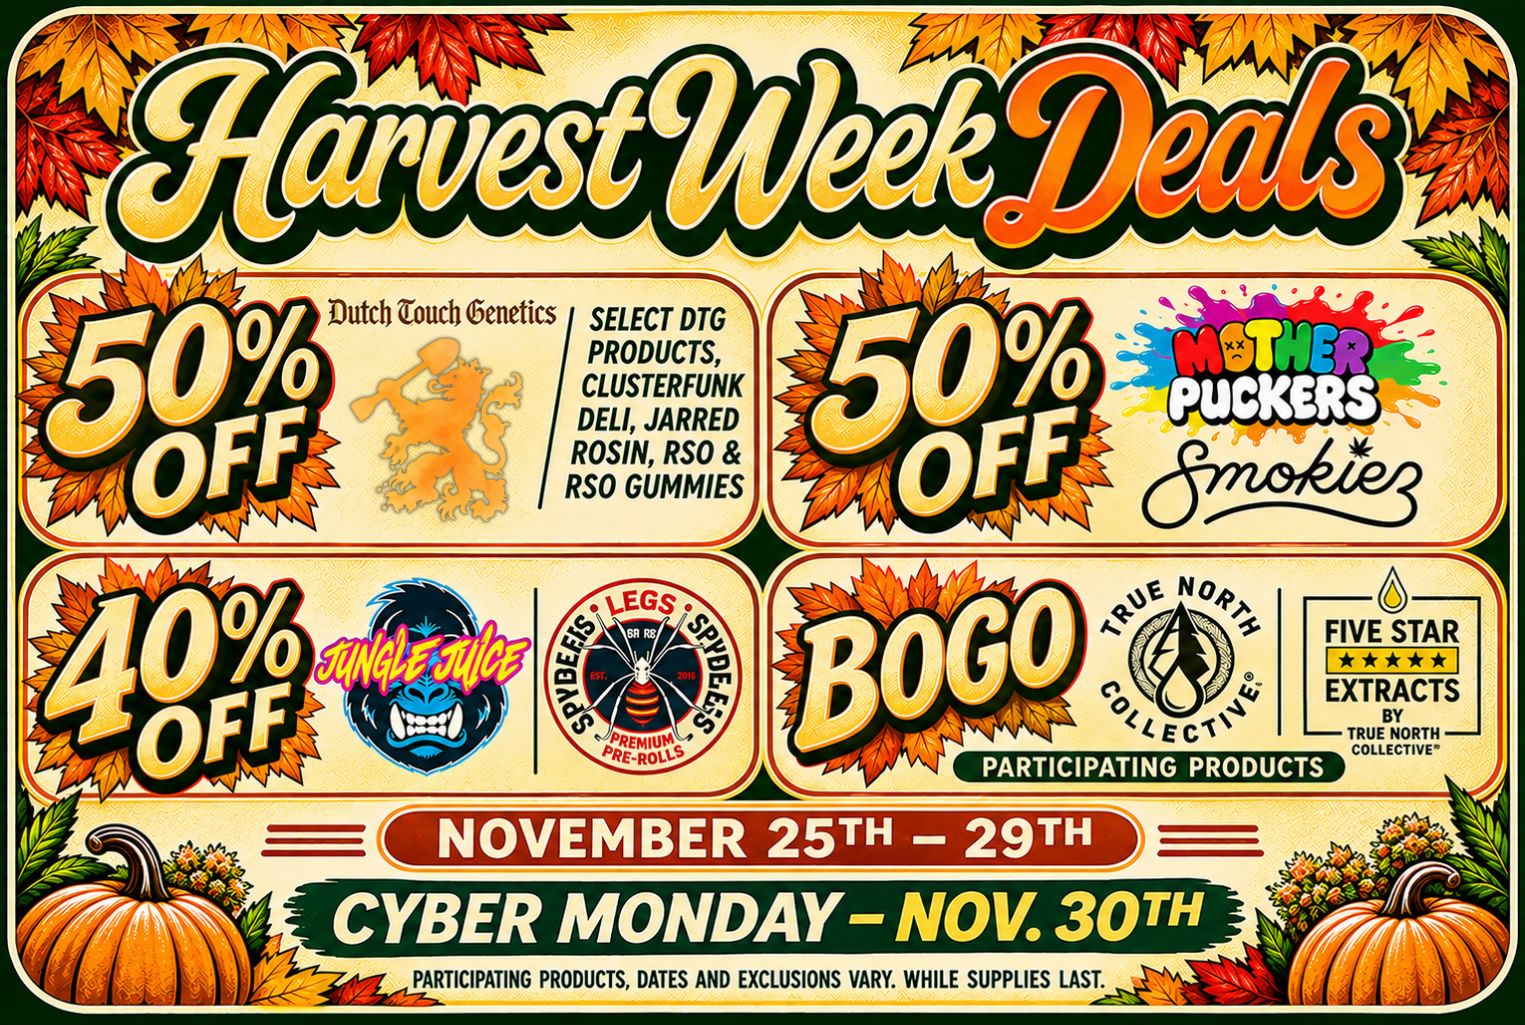 Harvest Week Deals
50%
OFF
Dutch Touch Genetics
SELECT DTG
PRODUCTS,
CLUSTERFUNK
DELI, JARRED
ROSIN, RSO &
RSO GUMMIES
50%
OFF
MOTHER
PUCKERS
Smokiez
40%
OFF
JUNGLE JUICE
LEGS
BR RB
EST. 2016
PREMIUM
PRE-ROLLS
BOGO
TRUE NORTH
COLLECTIVE®
FIVE STAR
EXTRACTS
BY
TRUE NORTH
COLLECTIVE®
PARTICIPATING PRODUCTS
NOVEMBER 25TH – 29TH
CYBER MONDAY – NOV. 30TH
PARTICIPATING PRODUCTS, DATES AND EXCLUSIONS VARY. WHILE SUPPLIES LAST.